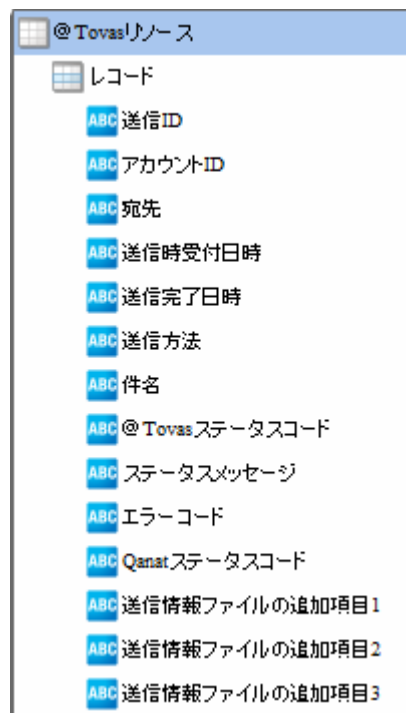 @Tovasリソース
レコード
ABC 送信ID
ABC アカウントID
ABC 宛先
ABC 送信時受付日時
ABC 送信完了日時
ABC 送信方法
ABC 件名
ABC @Tovasステータスコード
ABC ステータスメッセージ
ABC エラーコード
ABC Qanatステータスコード
ABC 送信情報ファイルの追加項目1
ABC 送信情報ファイルの追加項目2
ABC 送信情報ファイルの追加項目3